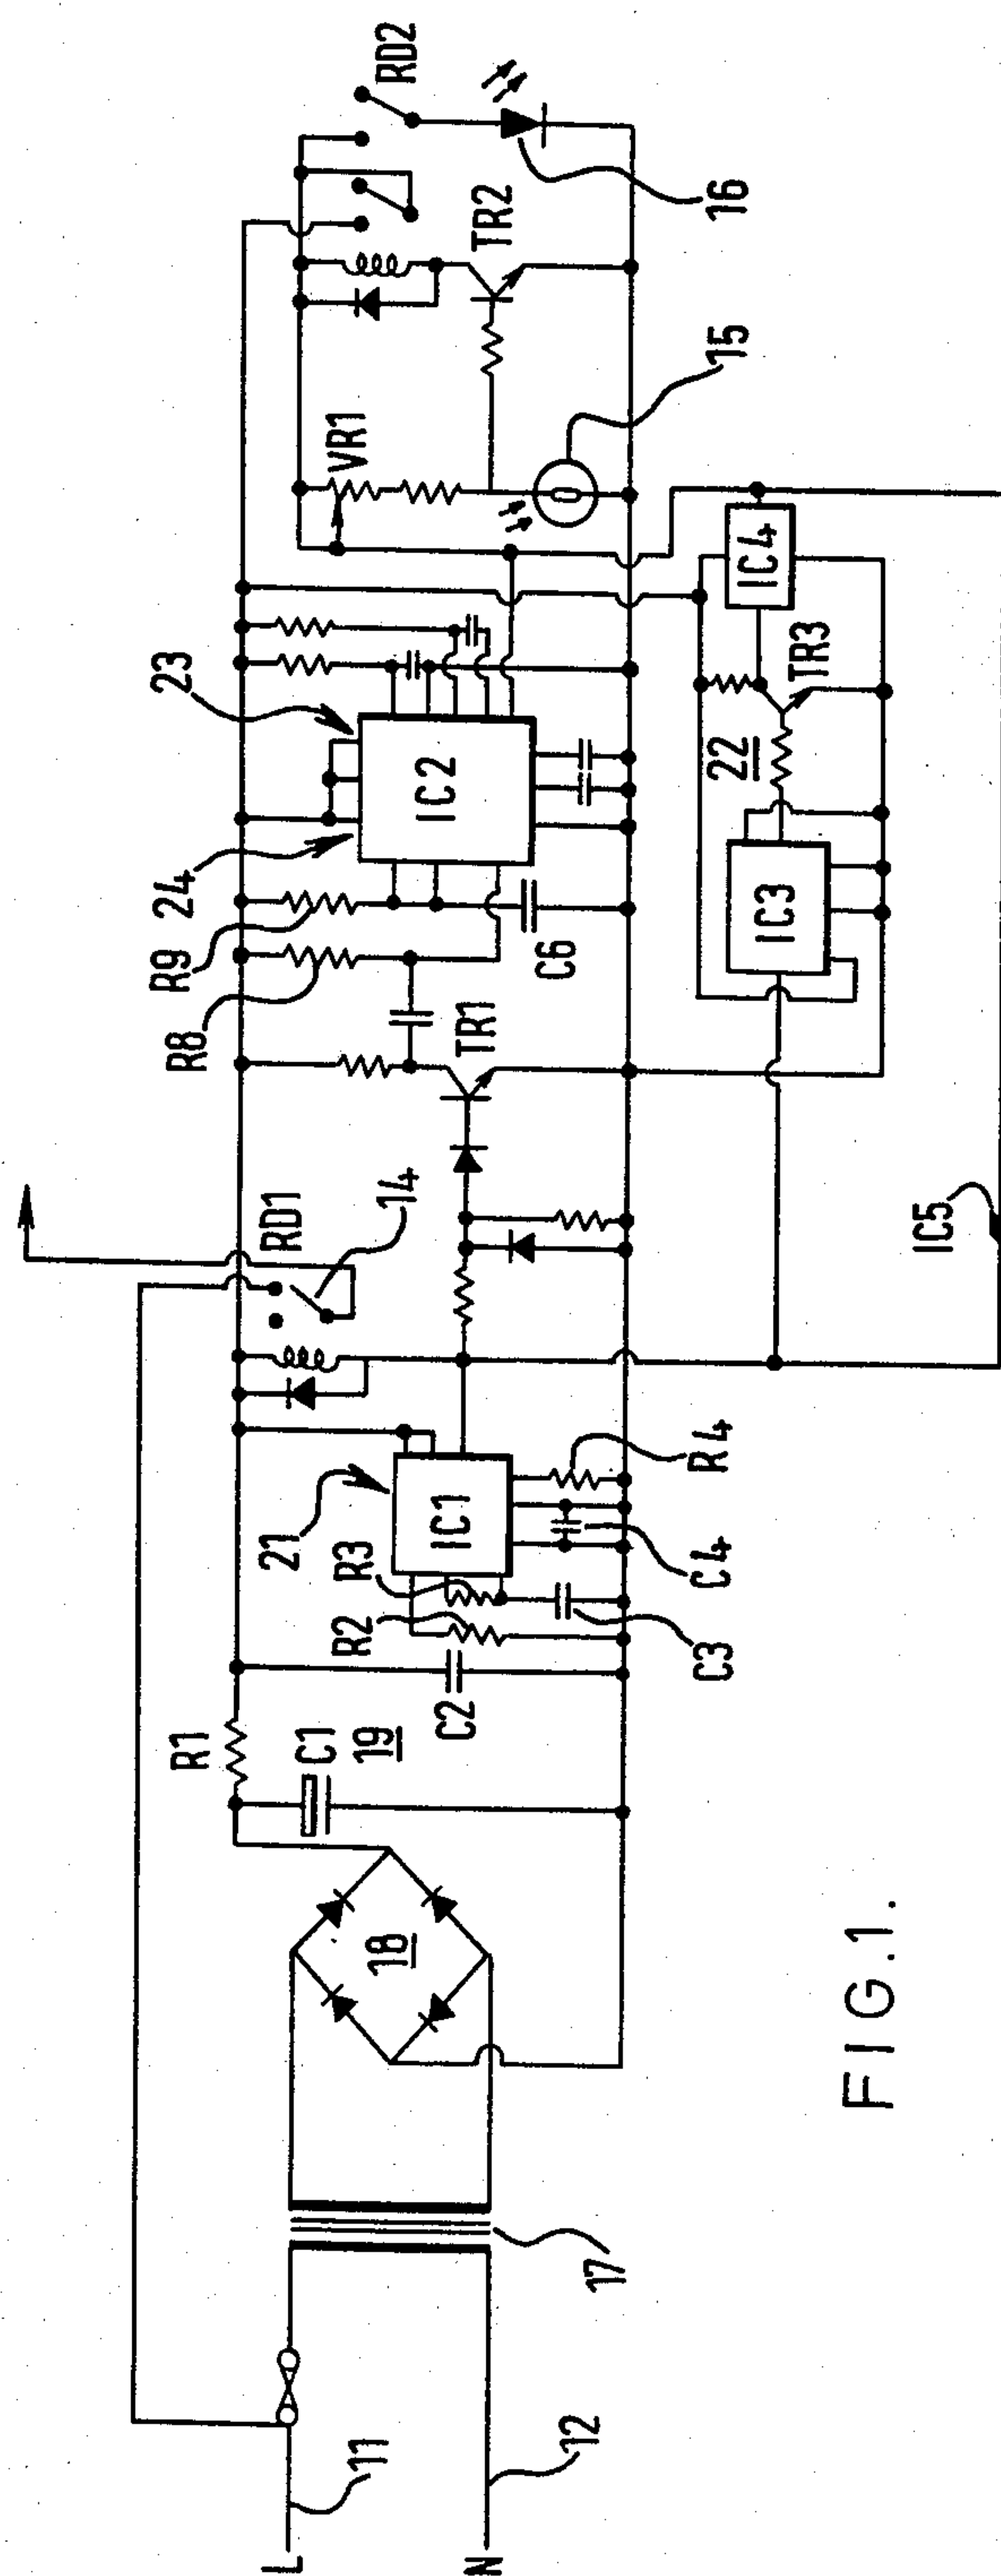 L
N
11
12
17
18
R1
C1
19
C2
R2
R3
21
IC1
C3
C4
R4
RD1
14
TR1
R8
R9
24
C6
IC2
23
VR1
15
TR2
RD2
16
IC3
22
TR3
IC4
IC5
FIG.1.